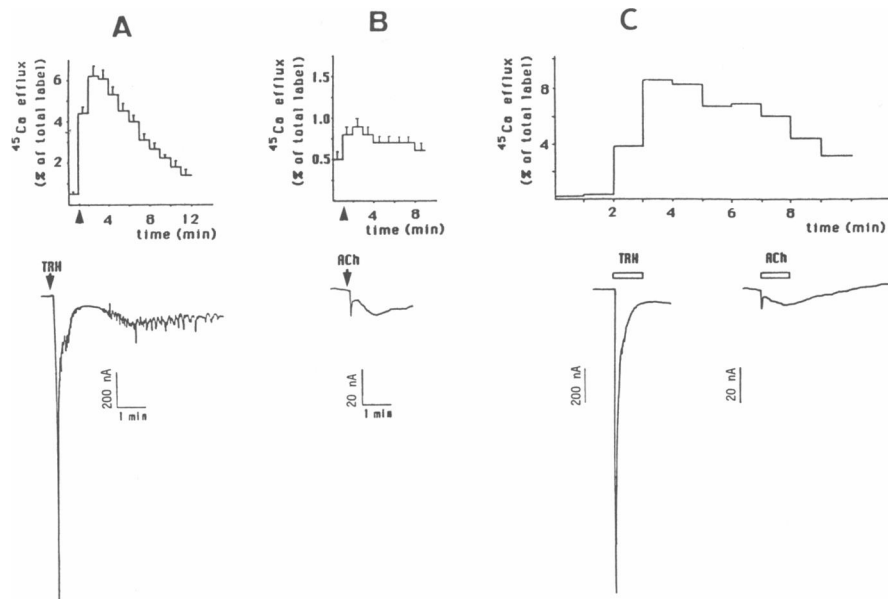 A
B
C
45Ca efflux
(% of total label)
6
4
2
4
8
12
time (min)
45Ca efflux
(% of total label)
1.5
1.0
0.5
4
8
time (min)
45Ca efflux
(% of total label)
8
4
2
4
6
8
time (min)
TRH
200 nA
1 min
ACh
20 nA
1 min
TRH
200 nA
ACh
20 nA